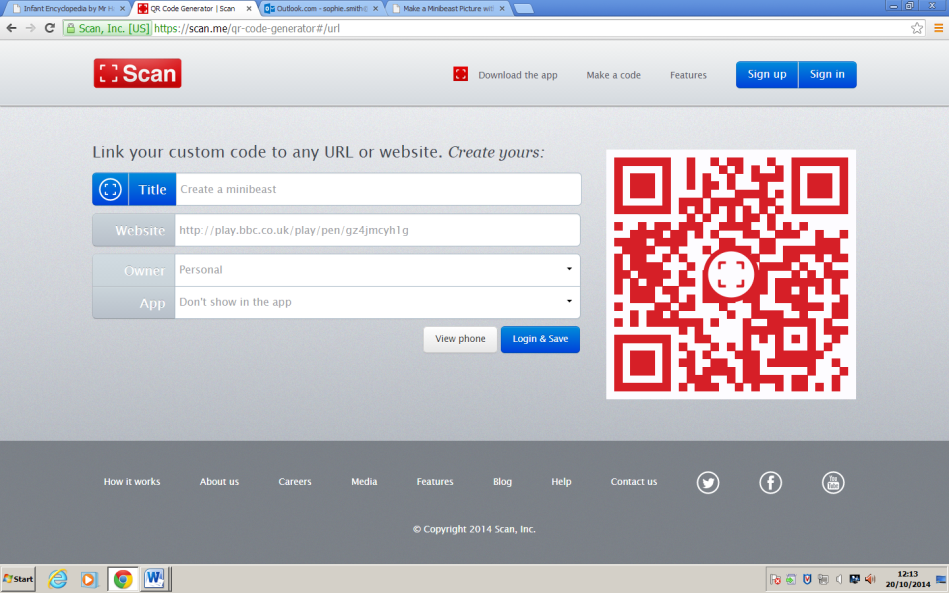 Infant Encyclopedia by Mr H
QR Code Generator | Scan
Outlook.com - sophie.smith@
Make a Minibeast Picture with
Scan, Inc. [US] https://scan.me/qr-code-generator#/url
Scan
Download the app
Make a code
Features
Sign up
Sign in
Link your custom code to any URL or website. Create yours:
Title Create a minibeast
Website http://play.bbc.co.uk/play/pen/gz4jmcyh1g
Owner Personal
App Don't show in the app
View phone
Login & Save
How it works
About us
Careers
Media
Features
Blog
Help
Contact us
You Tube
© Copyright 2014 Scan, Inc.
Start
12:13
20/10/2014